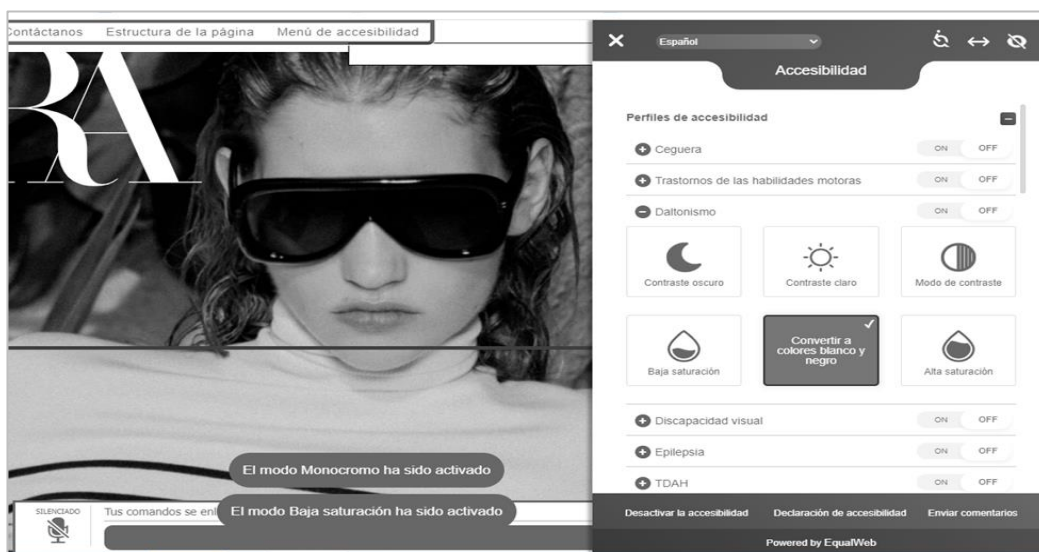 Contáctanos Estructura de la página Menú de accesibilidad
RA
El modo Monocromo ha sido activado
El modo Baja saturación ha sido activado
SILENCIADO
Tus comandos se
Español
Accesibilidad
Perfiles de accesibilidad
Ceguera ON OFF
Trastornos de las habilidades motoras ON OFF
Daltonismo ON OFF
Contraste oscuro
Contraste claro
Modo de contraste
Baja saturación
Convertir a
colores blanco y
negro
Alta saturación
Discapacidad visual ON OFF
Epilepsia ON OFF
TDAH ON OFF
Desactivar la accesibilidad Declaración de accesibilidad Enviar comentarios
Powered by EqualWeb